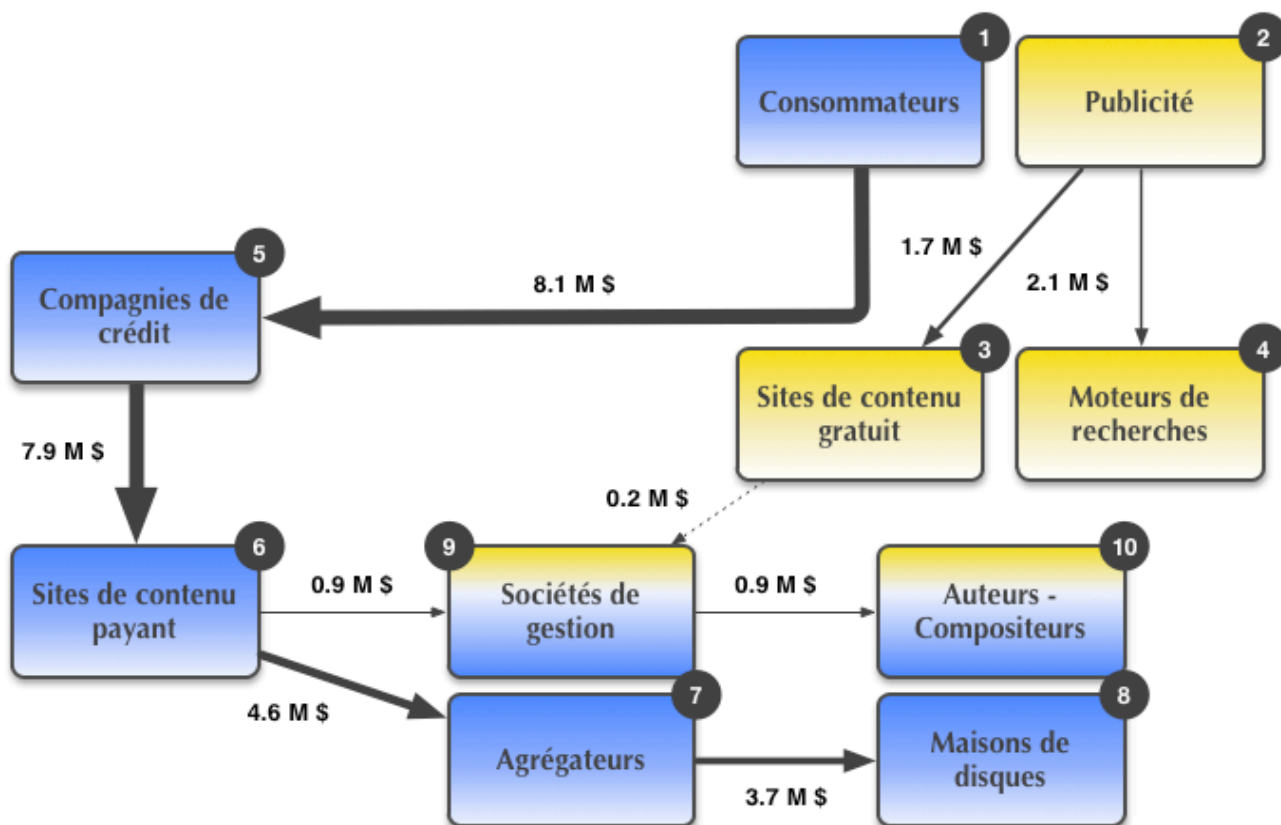 1
2
Consommateurs
Publicité
5
1.7 M $
Compagnies de
crédit
8.1 M $
2.1 M $
3
4
Sites de contenu
gratuit
Moteurs de
recherches
7.9 M $
0.2 M $
6
9
10
Sites de contenu
payant
0.9 M $
Sociétés de
gestion
0.9 M $
Auteurs -
Compositeurs
4.6 M $
7
8
Agrégateurs
3.7 M $
Maisons de
disques